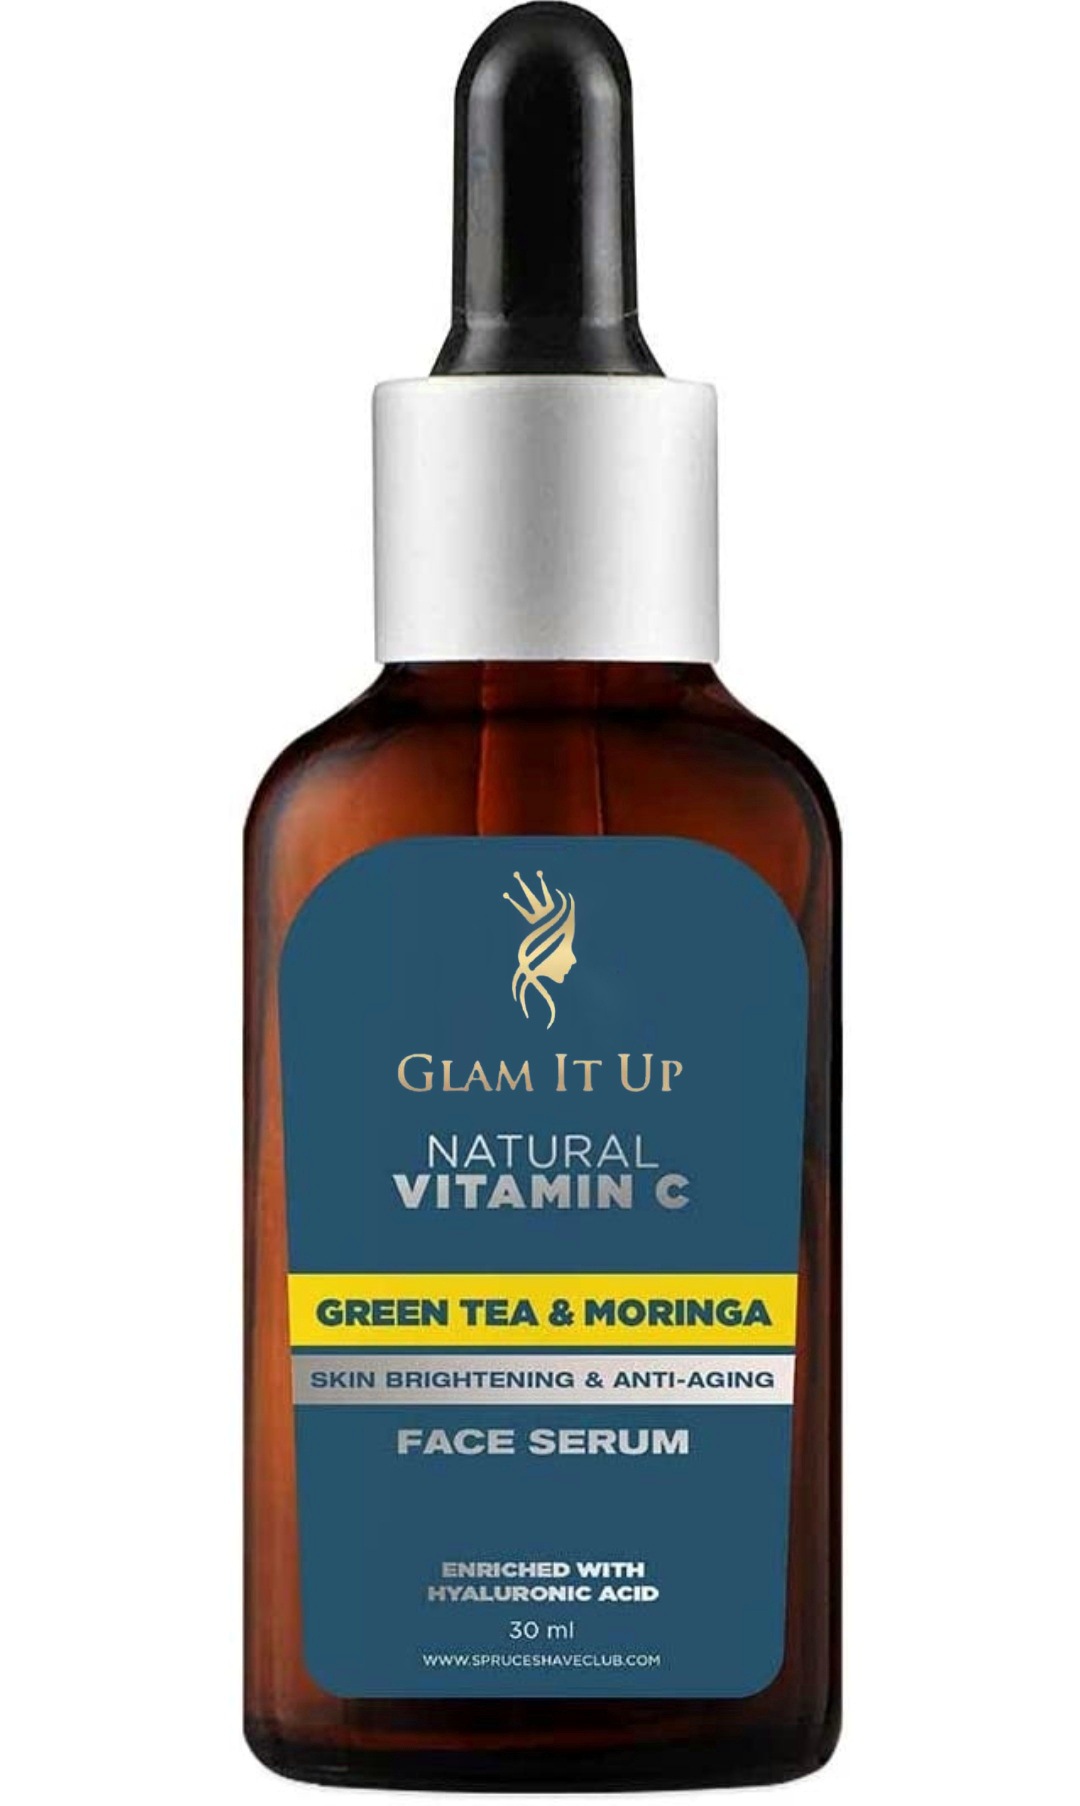 GLAM IT UP
NATURAL
VITAMIN C
GREEN TEA & MORINGA
SKIN BRIGHTENING & ANTI-AGING
FACE SERUM
ENRICHED WITH
HYALURONIC ACID
30 ml
WWW.SPRUCESHAVECLUB.COM